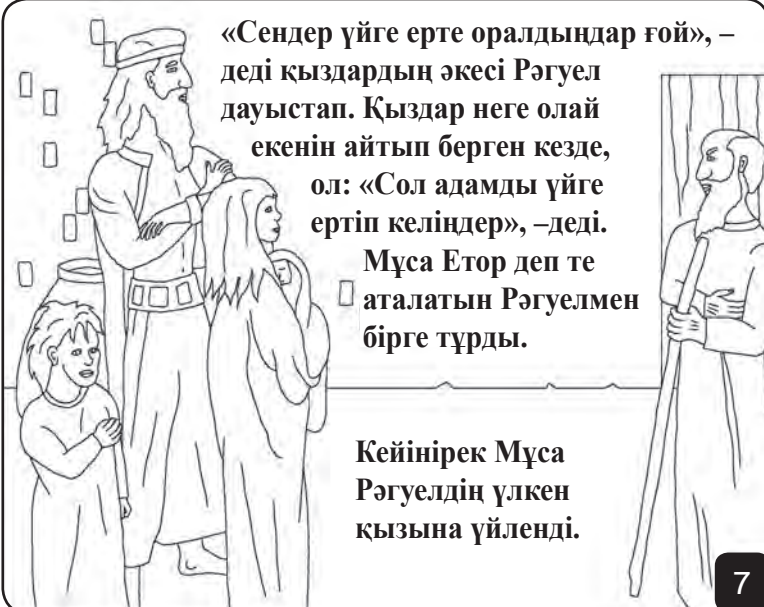 «Сендер үйге ерте оралдыңдар ғой», –
деді қыздардың әкесі Рәгуел
дауыстап. Қыздар неге олай
екенін айтып берген кезде,
ол: «Сол адамды үйге
ертіп келіңдер», –деді.
Мұса Етор деп те
аталатын Рәгуелмен
бірге тұрды.
Кейінірек Мұса
Рәгуелдің үлкен
қызына үйленді.
7